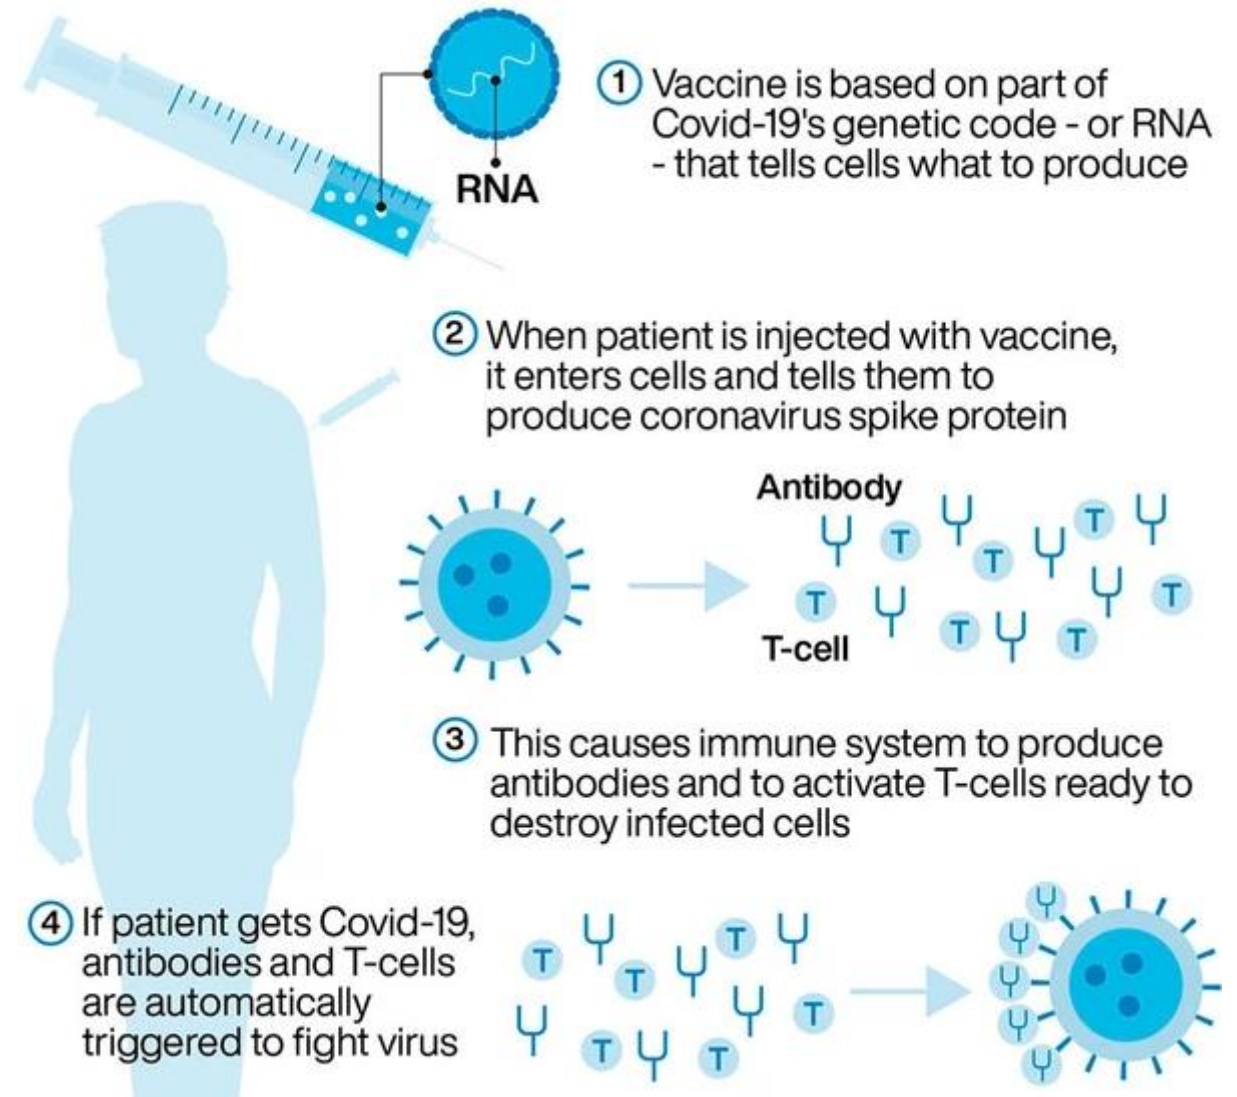 RNA
1 Vaccine is based on part of
Covid-19's genetic code - or RNA
- that tells cells what to produce
2 When patient is injected with vaccine,
it enters cells and tells them to
produce coronavirus spike protein
Antibody
T T T T T T T
T-cell
3 This causes immune system to produce
antibodies and to activate T-cells ready to
destroy infected cells
4 If patient gets Covid-19,
antibodies and T-cells
are automatically
triggered to fight virus
T T T T T T